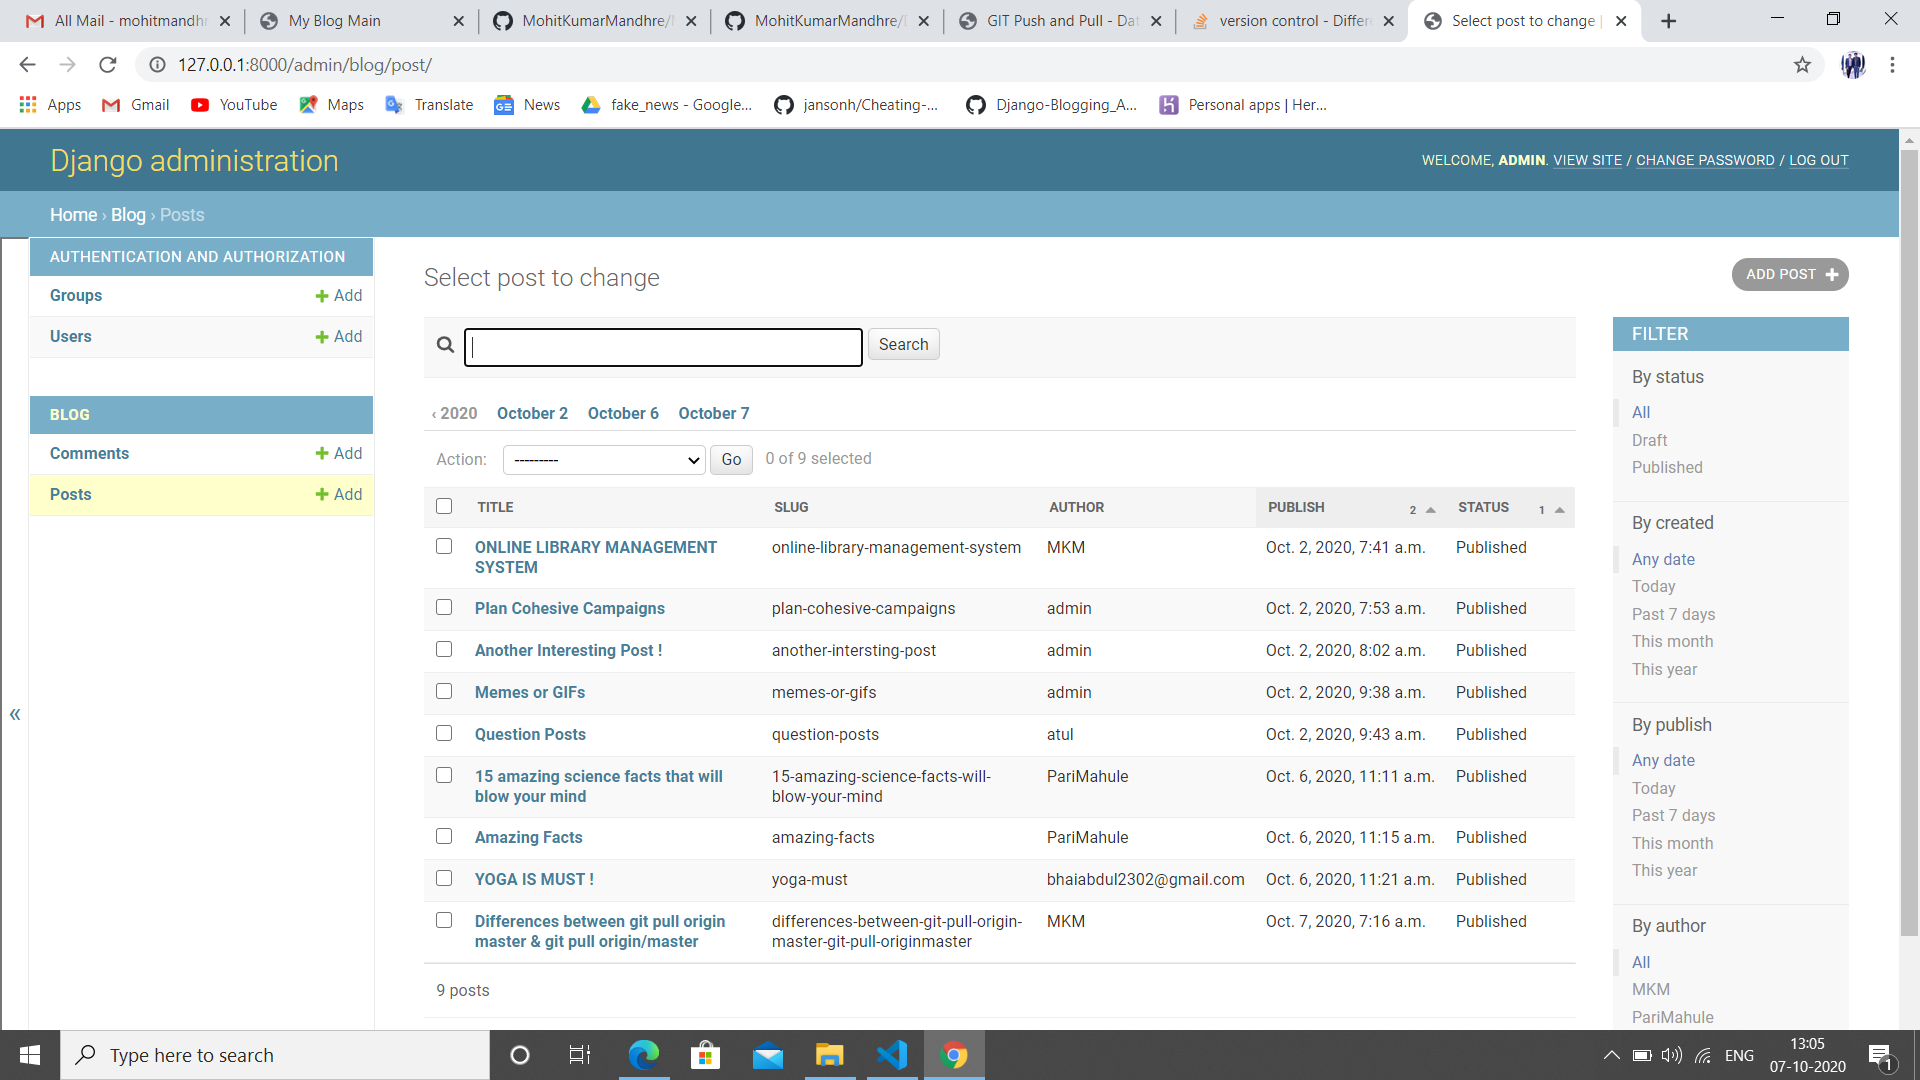 All Mail - mohitmandhr
My Blog Main
MohitKumarMandhre/
MohitKumarMandhre/
GIT Push and Pull - Dat
version control - Differe
Select post to change |
127.0.0.1:8000/admin/blog/post/
Apps
Gmail
YouTube
Maps
Translate
News
fake_news - Google...
jansonh/Cheating-...
Django-Blogging_A...
Personal apps | Her...
Django administration
WELCOME, ADMIN. VIEW SITE / CHANGE PASSWORD / LOG OUT
Home › Blog › Posts
AUTHENTICATION AND AUTHORIZATION
Groups + Add
Users + Add
BLOG
Comments + Add
Posts + Add
«
Select post to change
ADD POST +
Search
‹ 2020 October 2 October 6 October 7
Action: --------- Go 0 of 9 selected
TITLE SLUG AUTHOR PUBLISH 2 STATUS 1
ONLINE LIBRARY MANAGEMENT SYSTEM online-library-management-system MKM Oct. 2, 2020, 7:41 a.m. Published
Plan Cohesive Campaigns plan-cohesive-campaigns admin Oct. 2, 2020, 7:53 a.m. Published
Another Interesting Post ! another-intersting-post admin Oct. 2, 2020, 8:02 a.m. Published
Memes or GIFs memes-or-gifs admin Oct. 2, 2020, 9:38 a.m. Published
Question Posts question-posts atul Oct. 2, 2020, 9:43 a.m. Published
15 amazing science facts that will blow your mind 15-amazing-science-facts-will-blow-your-mind PariMahule Oct. 6, 2020, 11:11 a.m. Published
Amazing Facts amazing-facts PariMahule Oct. 6, 2020, 11:15 a.m. Published
YOGA IS MUST ! yoga-must bhaiabdul2302@gmail.com Oct. 6, 2020, 11:21 a.m. Published
Differences between git pull origin master & git pull origin/master differences-between-git-pull-origin-master-git-pull-originmaster MKM Oct. 7, 2020, 7:16 a.m. Published
9 posts
FILTER
By status
All
Draft
Published
By created
Any date
Today
Past 7 days
This month
This year
By publish
Any date
Today
Past 7 days
This month
This year
By author
All
MKM
PariMahule
Type here to search
ENG
13:05
07-10-2020
1